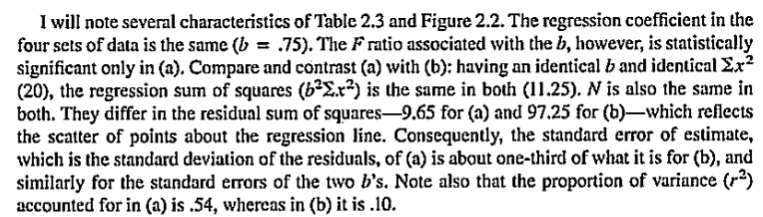 I will note several characteristics of Table 2.3 and Figure 2.2. The regression coefficient in the
four sets of data is the same (b = .75). The F ratio associated with the b, however, is statistically
significant only in (a). Compare and contrast (a) with (b): having an identical b and identical Σx²
(20), the regression sum of squares (b²Σx²) is the same in both (11.25). N is also the same in
both. They differ in the residual sum of squares—9.65 for (a) and 97.25 for (b)—which reflects
the scatter of points about the regression line. Consequently, the standard error of estimate,
which is the standard deviation of the residuals, of (a) is about one-third of what it is for (b), and
similarly for the standard errors of the two b's. Note also that the proportion of variance (r²)
accounted for in (a) is .54, whereas in (b) it is .10.